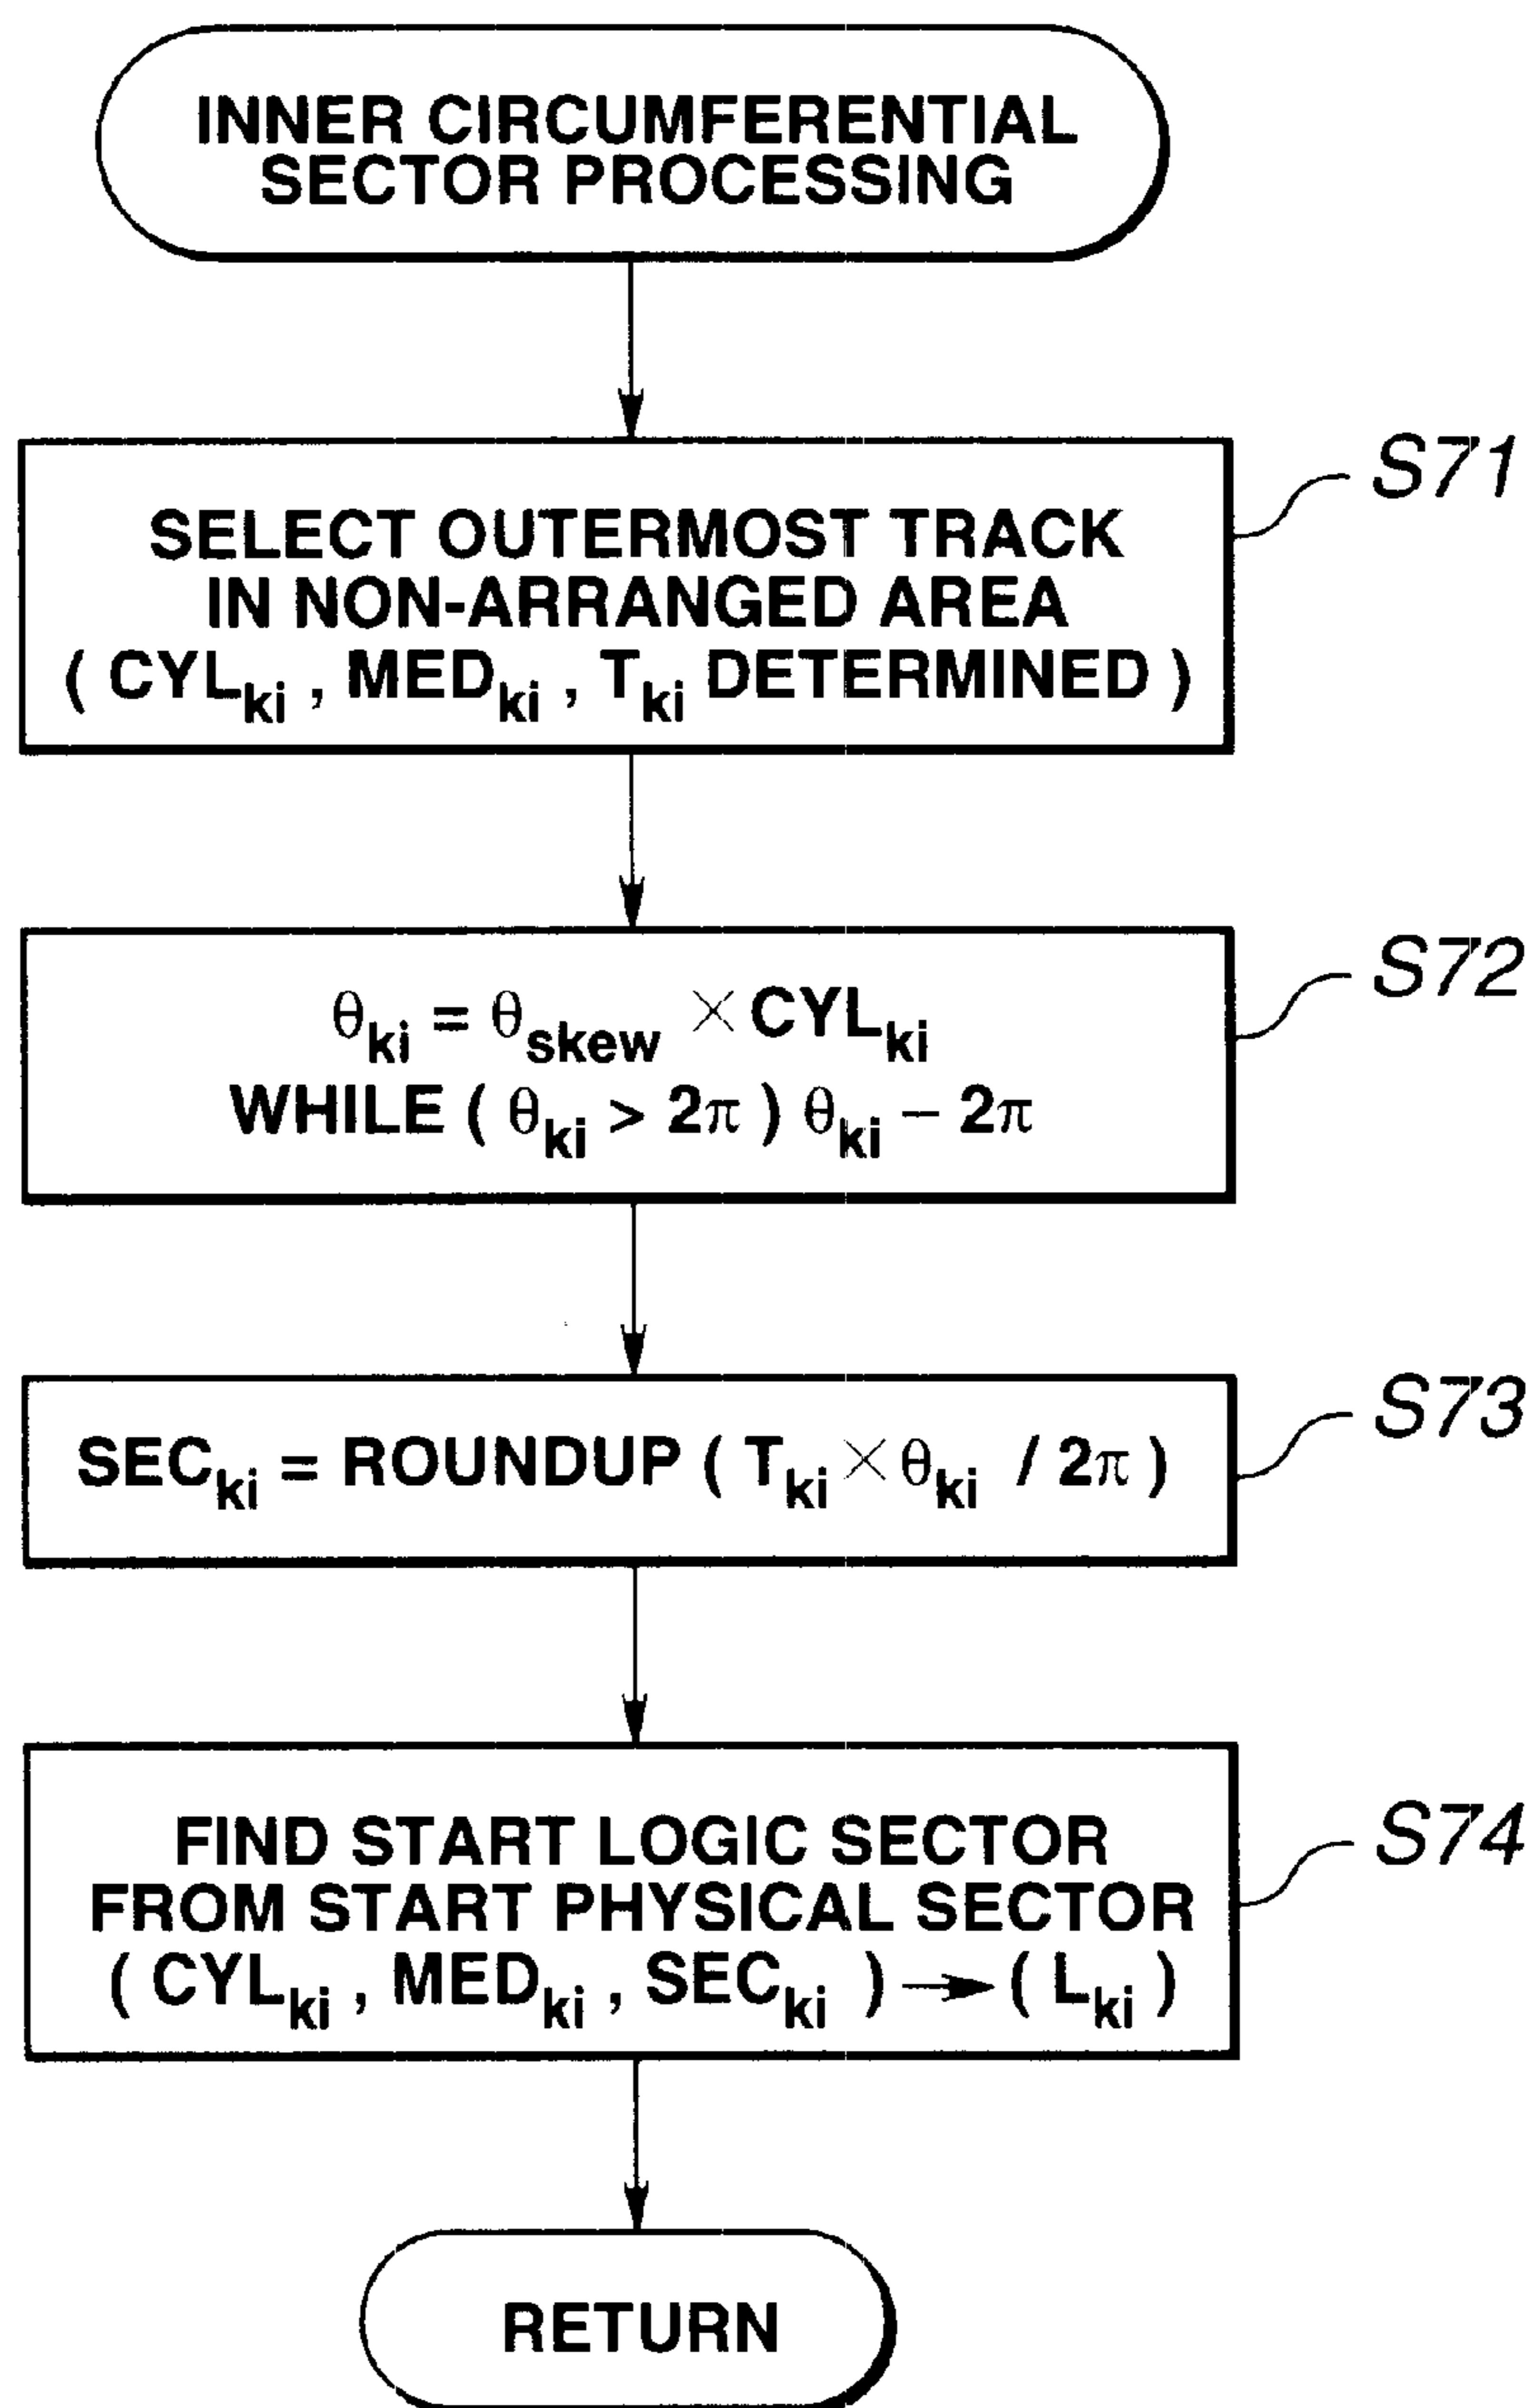 INNER CIRCUMFERENTIAL
SECTOR PROCESSING
SELECT OUTERMOST TRACK
IN NON-ARRANGED AREA
( CYLki , MEDki , Tki DETERMINED )
S71
θki = θskew × CYLki
WHILE ( θki > 2π ) θki – 2π
S72
SECki = ROUNDUP ( Tki × θki / 2π )
S73
FIND START LOGIC SECTOR
FROM START PHYSICAL SECTOR
( CYLki , MEDki , SECki ) → ( Lki )
S74
RETURN